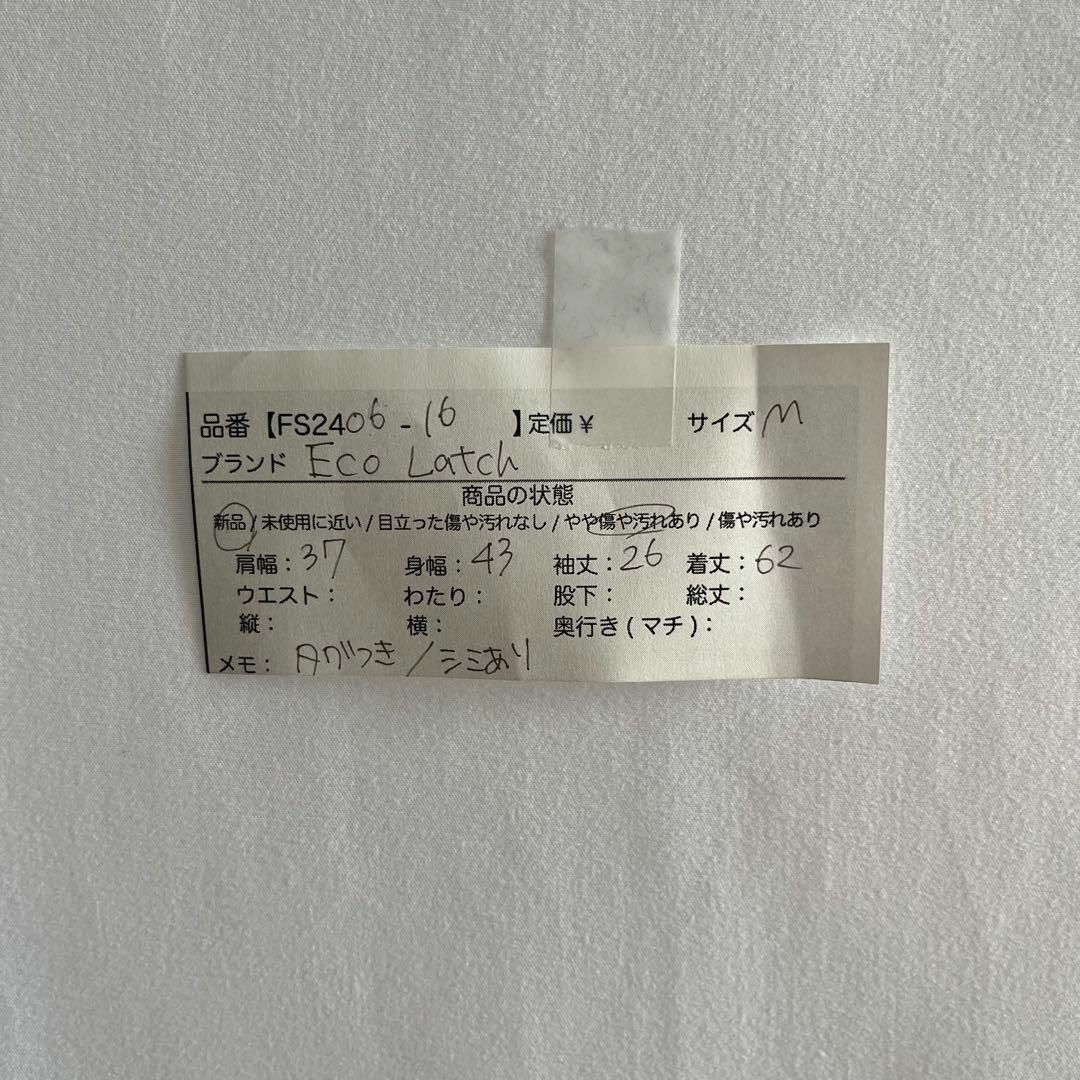 品番【FS2406-16 】定価¥ サイズ M
ブランド Eco Latch
商品の状態
新品/未使用に近い/目立った傷や汚れなし/やや傷や汚れあり/傷や汚れあり
肩幅：37 身幅：43 袖丈：26 着丈：62
ウエスト： わたり： 股下： 総丈：
縦： 横： 奥行き(マチ)：
メモ： タグつき/シミあり